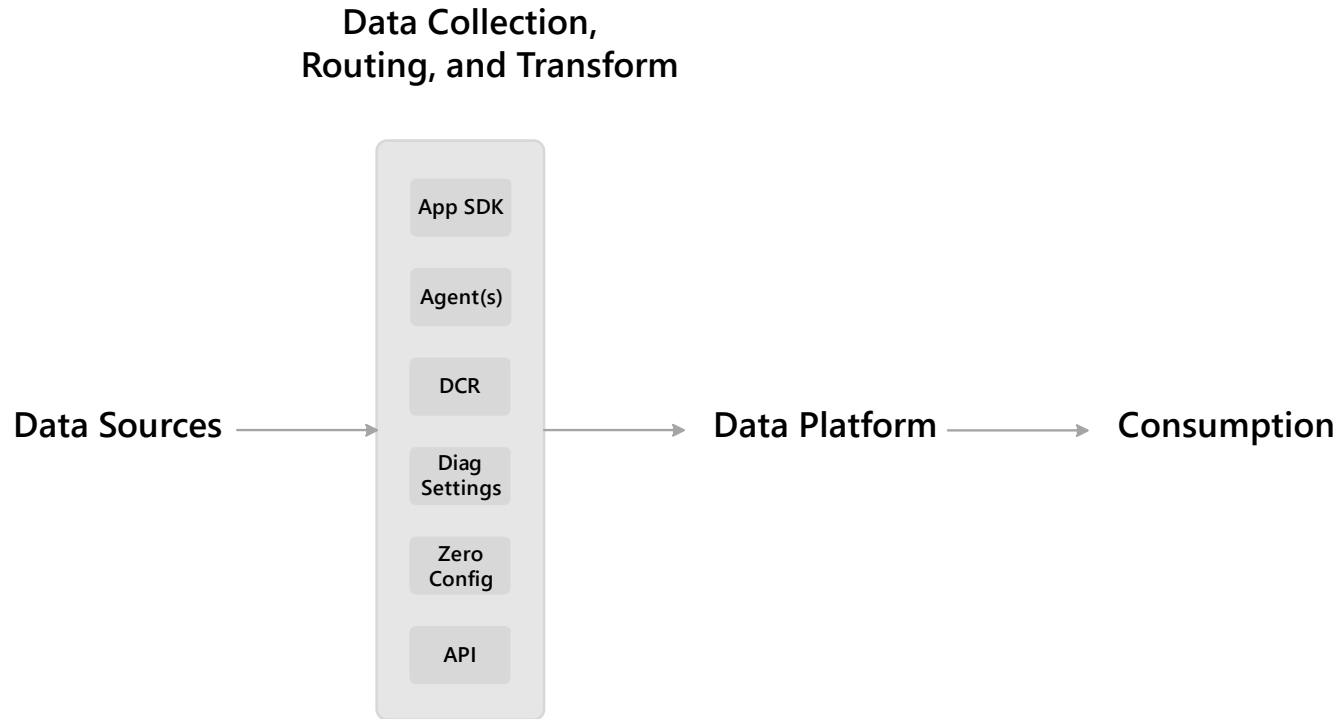 Data Collection,
Routing, and Transform
App SDK
Agent(s)
DCR
Data Sources
Data Platform
Consumption
Diag
Settings
Zero
Config
API